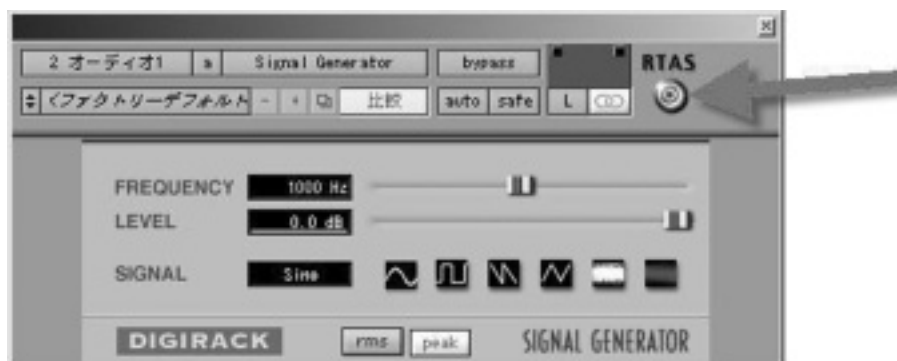 2 オーディオ1 a Signal Generator bypass RTAS
<ファクトリーデフォルト - + 比較 auto safe L
FREQUENCY 1000 Hz
LEVEL 0.0 dB
SIGNAL Sine
DIGIRACK rms peak SIGNAL GENERATOR